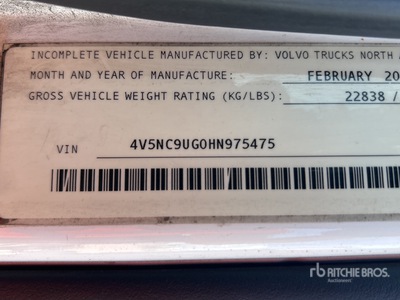 INCOMPLETE VEHICLE MANUFACTURED BY: VOLVO TRUCKS NORTH
MONTH AND YEAR OF MANUFACTURE: FEBRUARY 20
GROSS VEHICLE WEIGHT RATING (KG/LBS): 22838 /
VIN 4V5NC9UG0HN975475
rb RITCHIE BROS.
Auctioneers